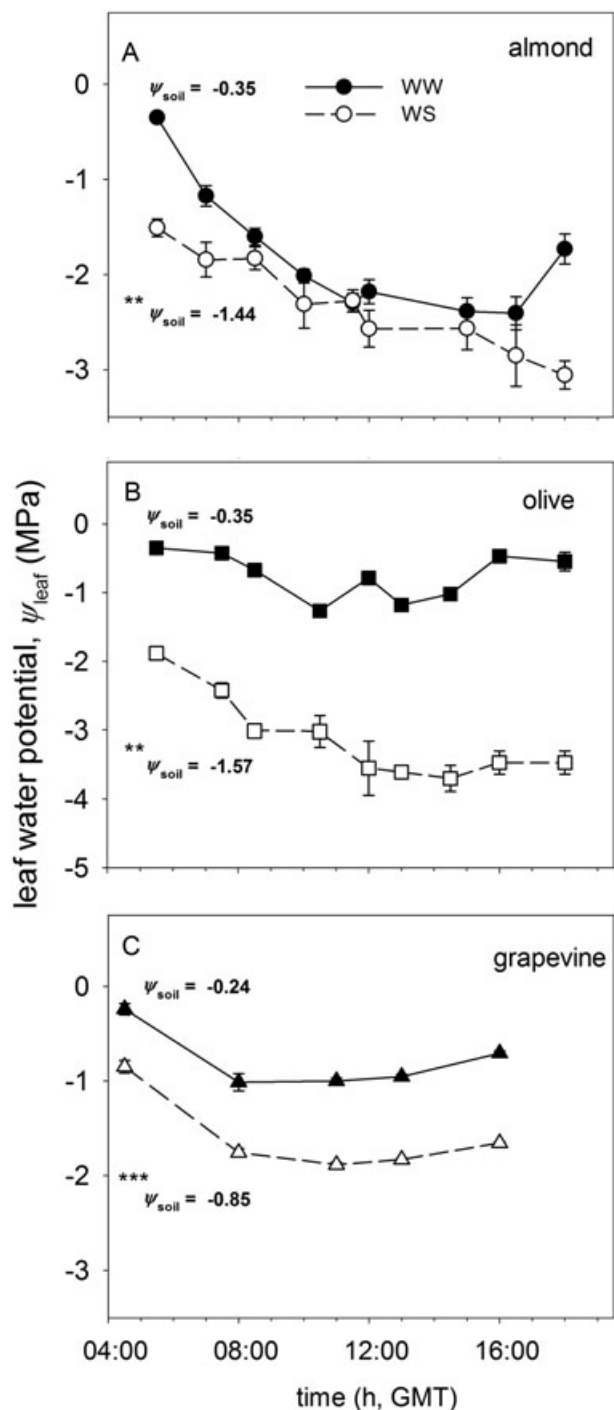 A
almond
ψsoil = -0.35
WW
WS
** ψsoil = -1.44
0
-1
-2
-3
B
olive
ψsoil = -0.35
** ψsoil = -1.57
0
-1
-2
-3
-4
-5
leaf water potential, ψleaf (MPa)
C
grapevine
ψsoil = -0.24
*** ψsoil = -0.85
0
-1
-2
-3
04:00 08:00 12:00 16:00
time (h, GMT)